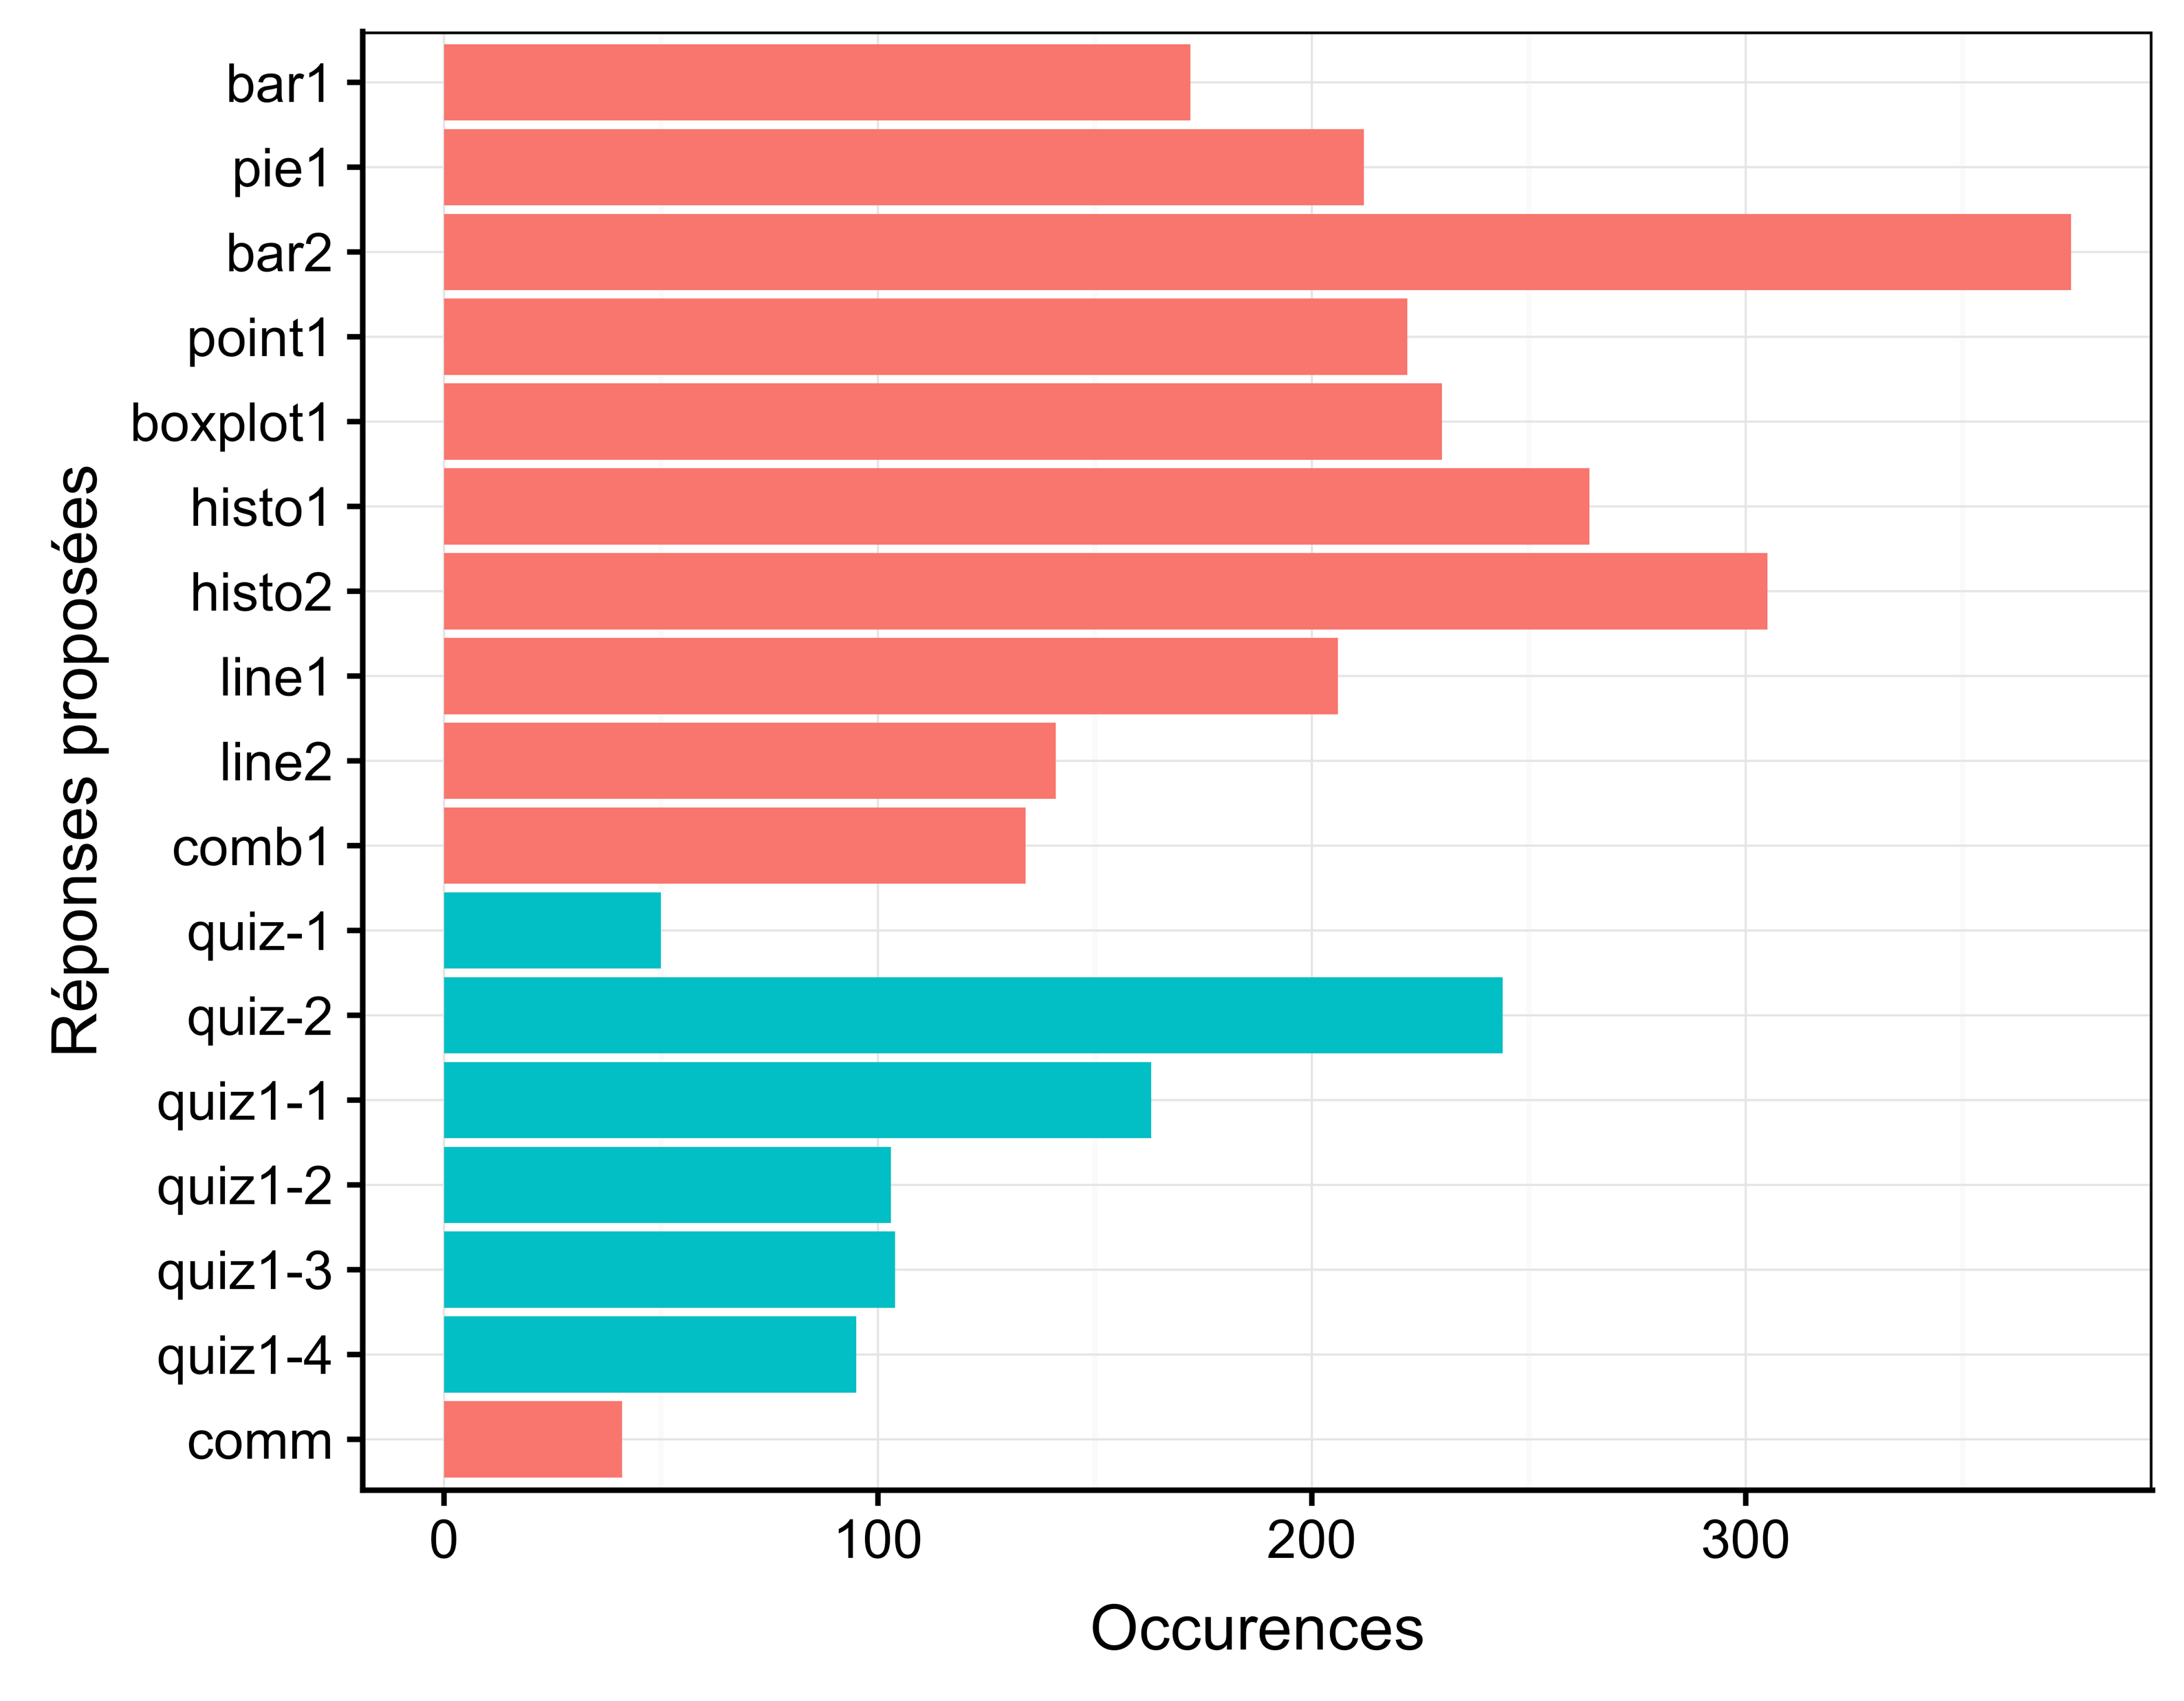 Réponses proposées
bar1
pie1
bar2
point1
boxplot1
histo1
histo2
line1
line2
comb1
quiz-1
quiz-2
quiz1-1
quiz1-2
quiz1-3
quiz1-4
comm
0 100 200 300
Occurences